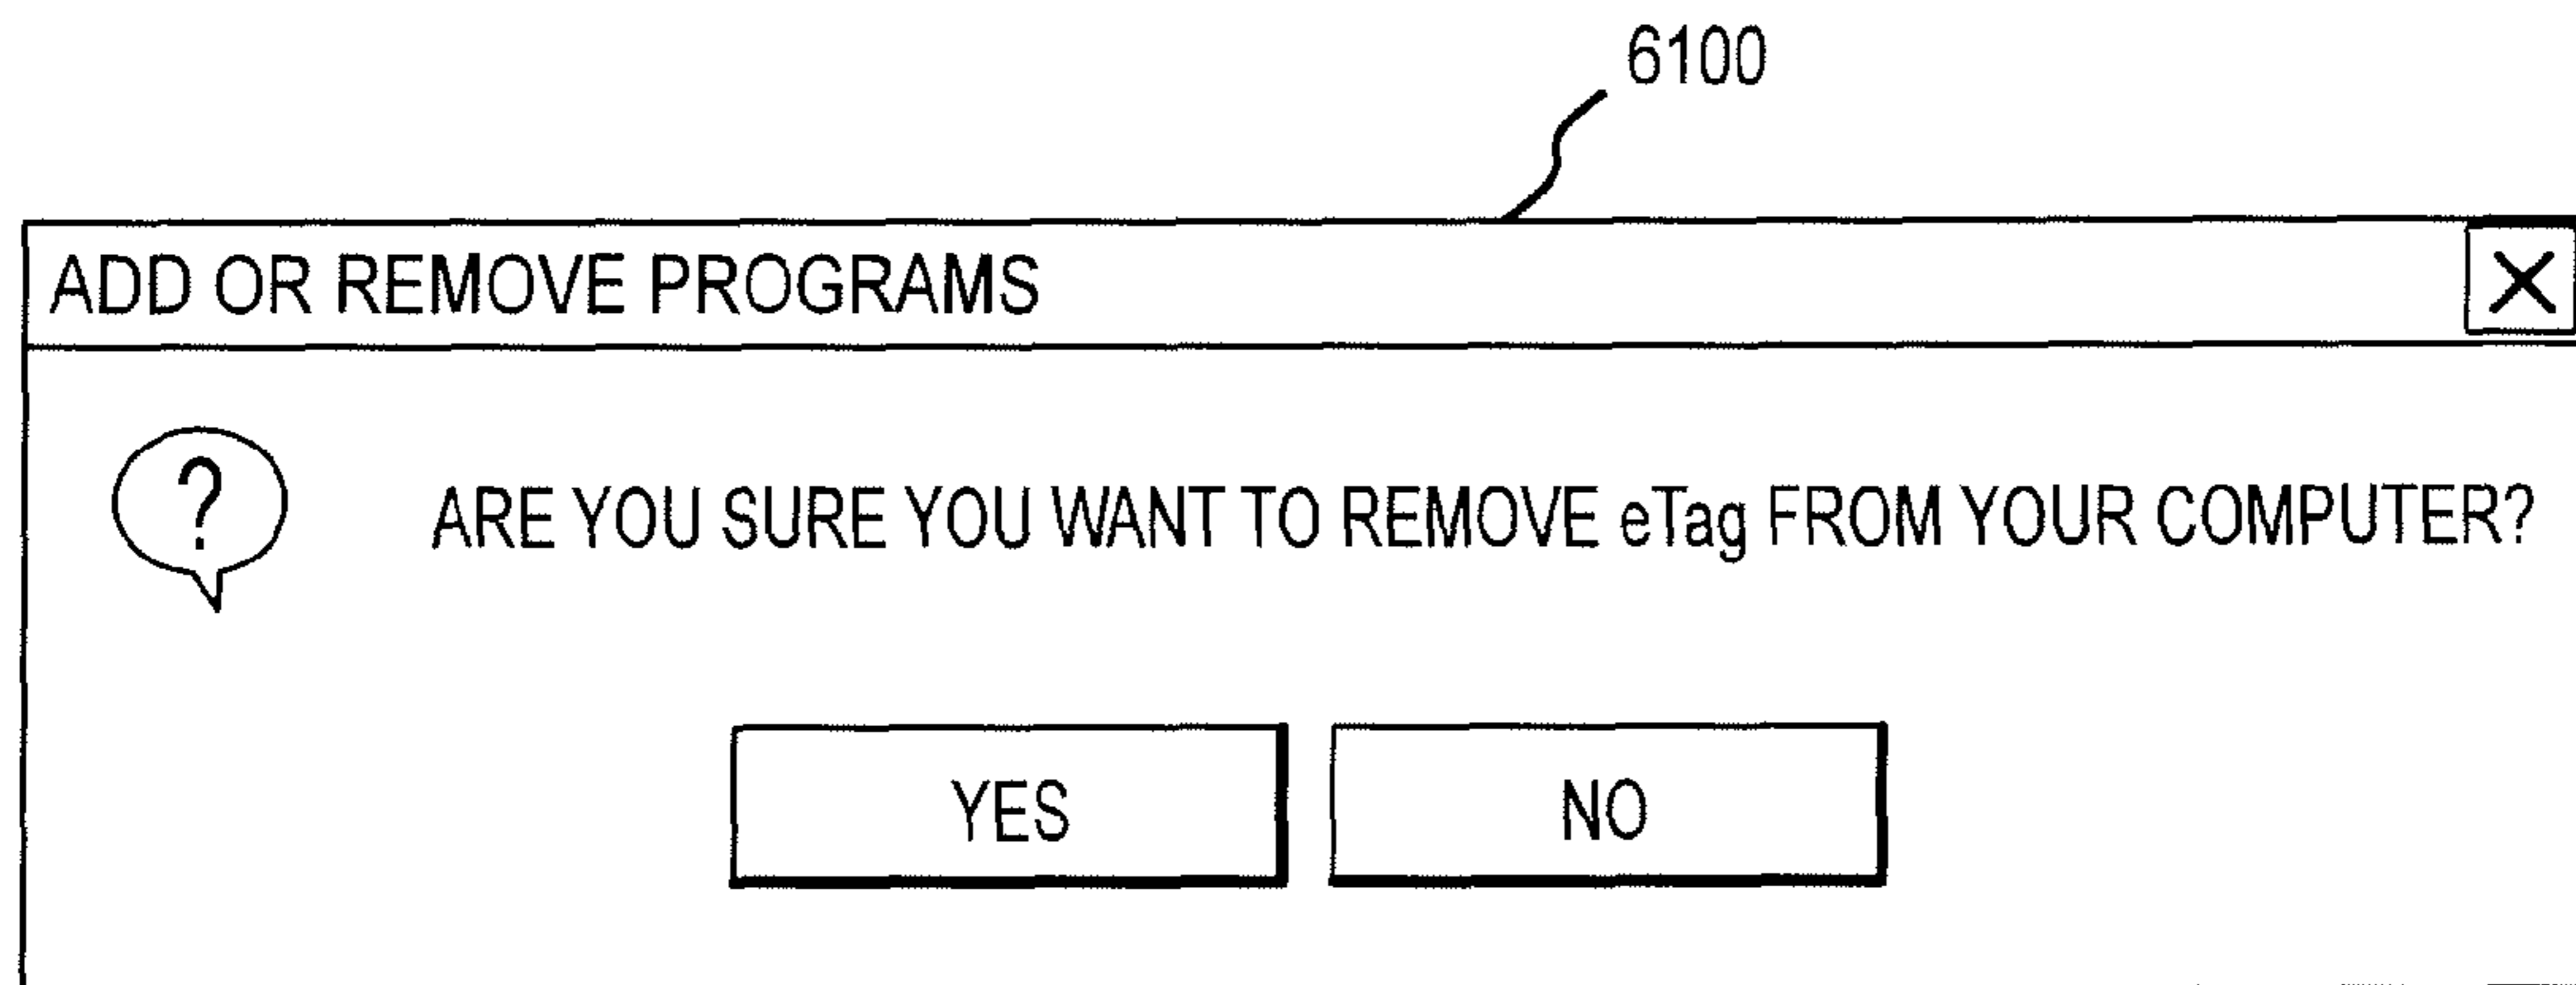 6100
ADD OR REMOVE PROGRAMS X
?
ARE YOU SURE YOU WANT TO REMOVE eTag FROM YOUR COMPUTER?
YES NO